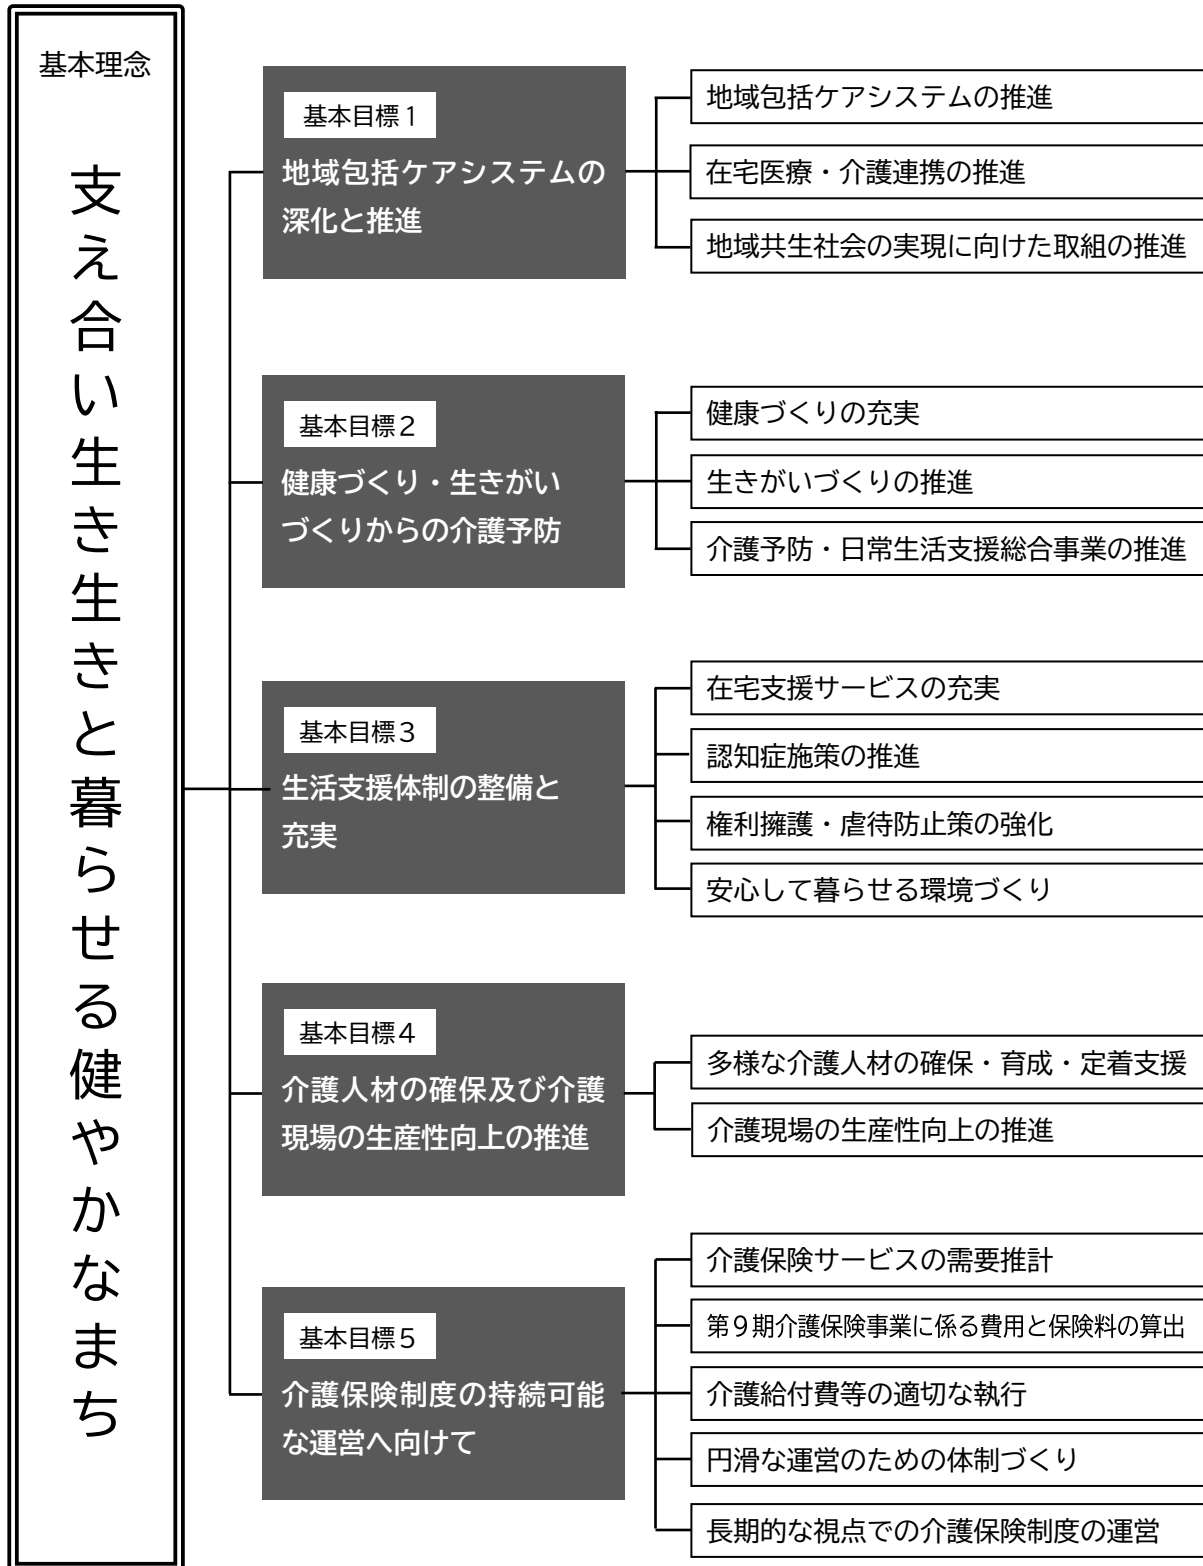 基本理念
支え合い生き生きと暮らせる健やかなまち
基本目標１
地域包括ケアシステムの
深化と推進
地域包括ケアシステムの推進
在宅医療・介護連携の推進
地域共生社会の実現に向けた取組の推進
基本目標２
健康づくり・生きがい
づくりからの介護予防
健康づくりの充実
生きがいづくりの推進
介護予防・日常生活支援総合事業の推進
基本目標３
生活支援体制の整備と
充実
在宅支援サービスの充実
認知症施策の推進
権利擁護・虐待防止策の強化
安心して暮らせる環境づくり
基本目標４
介護人材の確保及び介護
現場の生産性向上の推進
多様な介護人材の確保・育成・定着支援
介護現場の生産性向上の推進
基本目標５
介護保険制度の持続可能
な運営へ向けて
介護保険サービスの需要推計
第９期介護保険事業に係る費用と保険料の算出
介護給付費等の適切な執行
円滑な運営のための体制づくり
長期的な視点での介護保険制度の運営